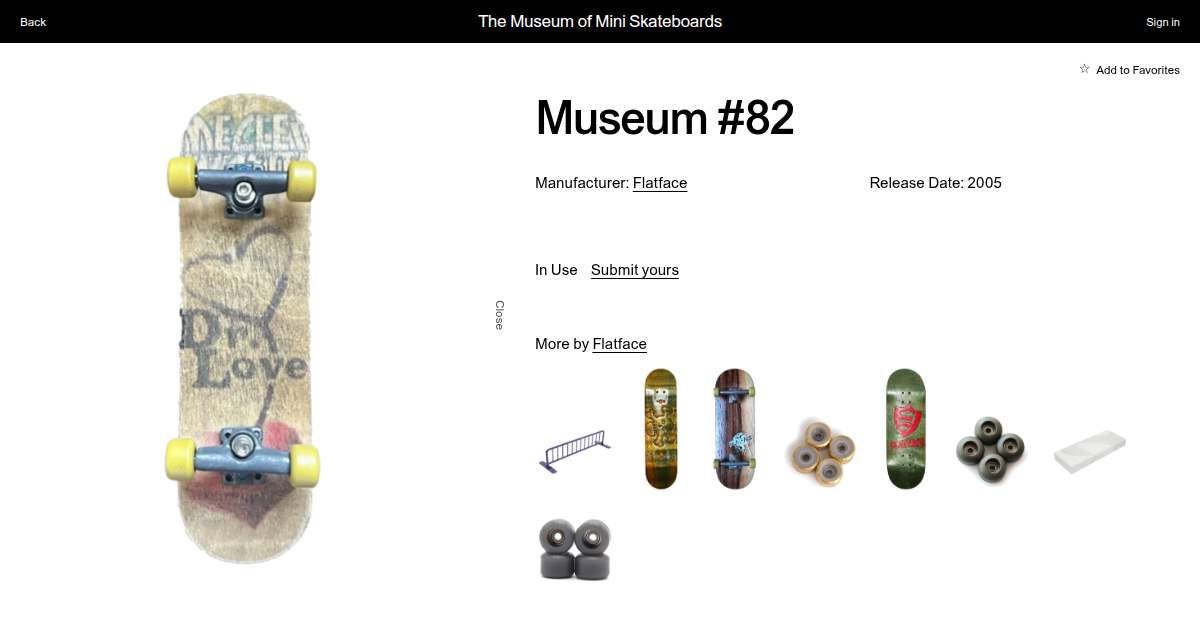 Back
The Museum of Mini Skateboards
Sign in
☆ Add to Favorites
Museum #82
Manufacturer: Flatface
Release Date: 2005
In Use Submit yours
Close
More by Flatface
Dr.
Love